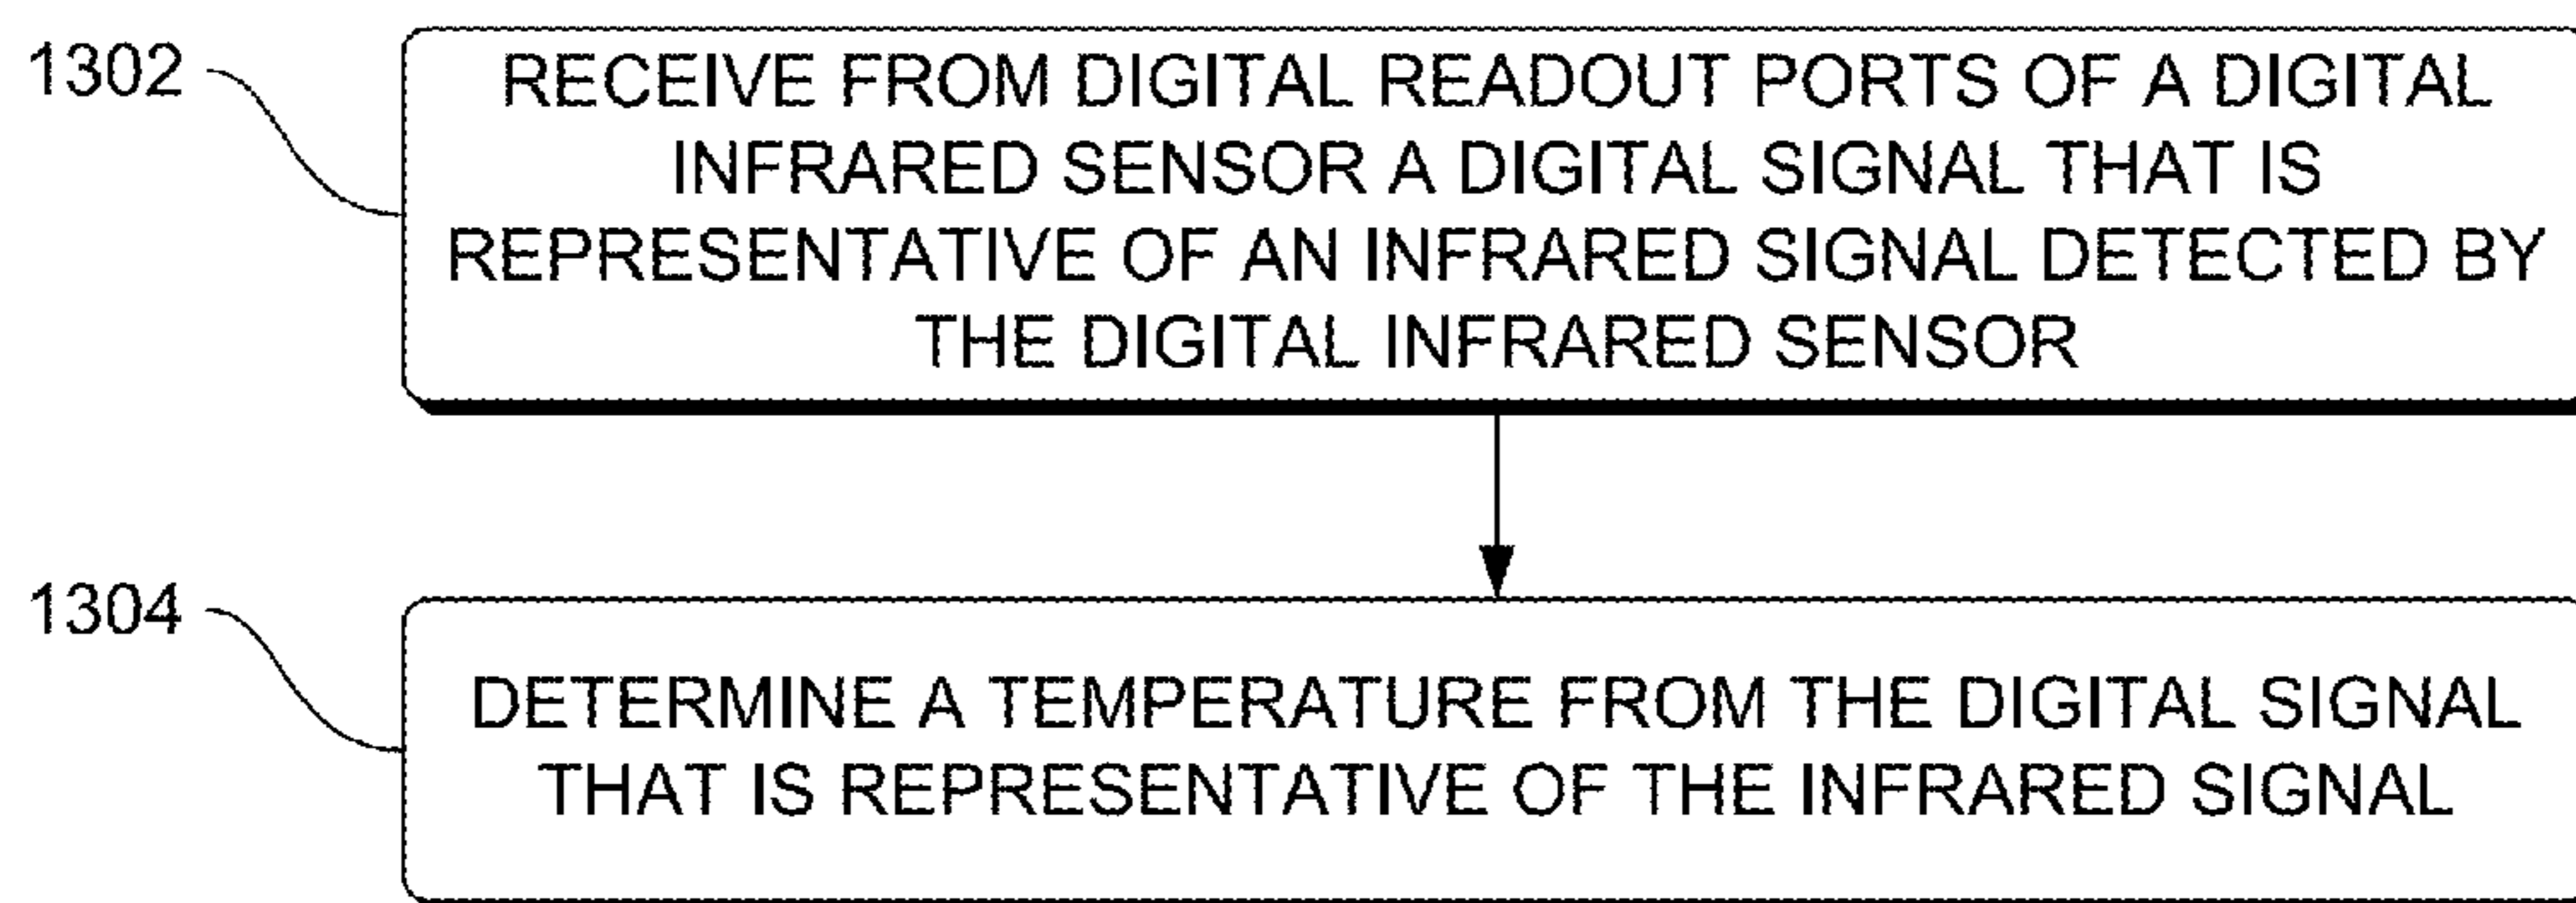 1302
RECEIVE FROM DIGITAL READOUT PORTS OF A DIGITAL
INFRARED SENSOR A DIGITAL SIGNAL THAT IS
REPRESENTATIVE OF AN INFRARED SIGNAL DETECTED BY
THE DIGITAL INFRARED SENSOR
1304
DETERMINE A TEMPERATURE FROM THE DIGITAL SIGNAL
THAT IS REPRESENTATIVE OF THE INFRARED SIGNAL